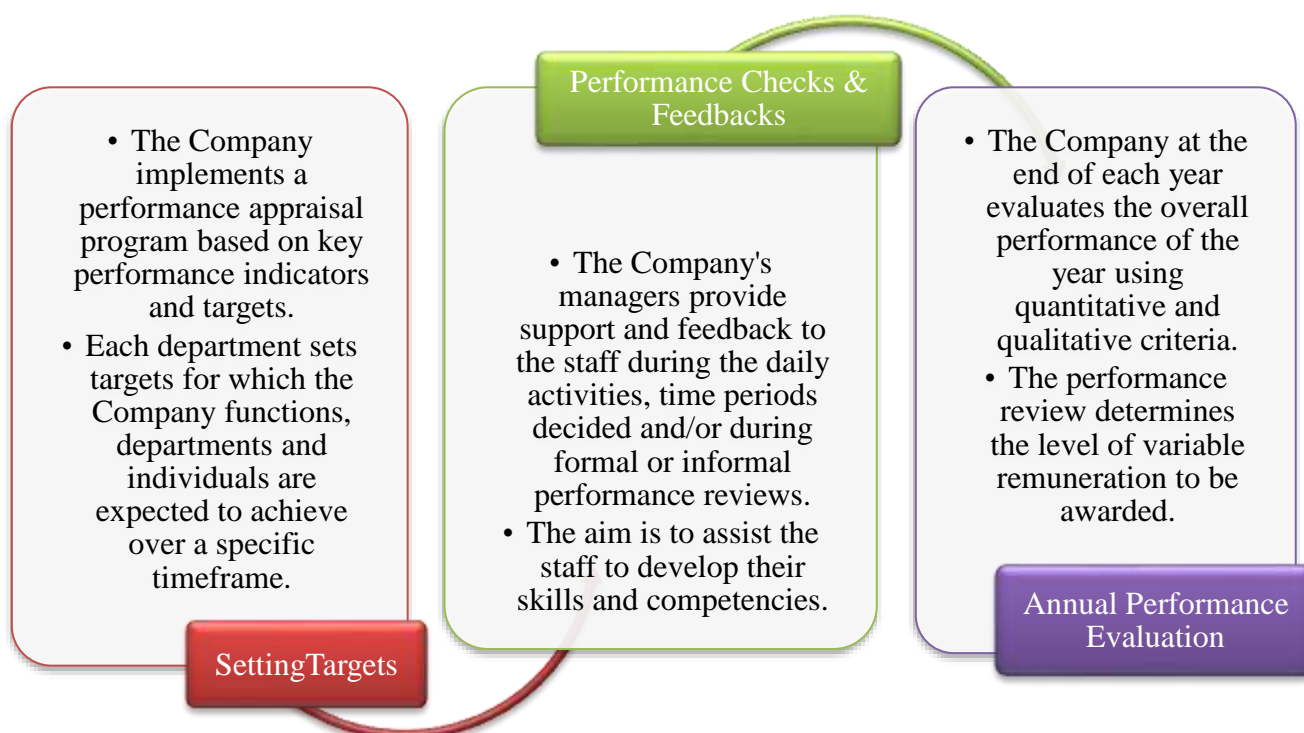 • The Company
implements a
performance appraisal
program based on key
performance indicators
and targets.
• Each department sets
targets for which the
Company functions,
departments and
individuals are
expected to achieve
over a specific
timeframe.
SettingTargets
Performance Checks &
Feedbacks
• The Company's
managers provide
support and feedback to
the staff during the daily
activities, time periods
decided and/or during
formal or informal
performance reviews.
• The aim is to assist the
staff to develop their
skills and competencies.
• The Company at the
end of each year
evaluates the overall
performance of the
year using
quantitative and
qualitative criteria.
• The performance
review determines
the level of variable
remuneration to be
awarded.
Annual Performance
Evaluation